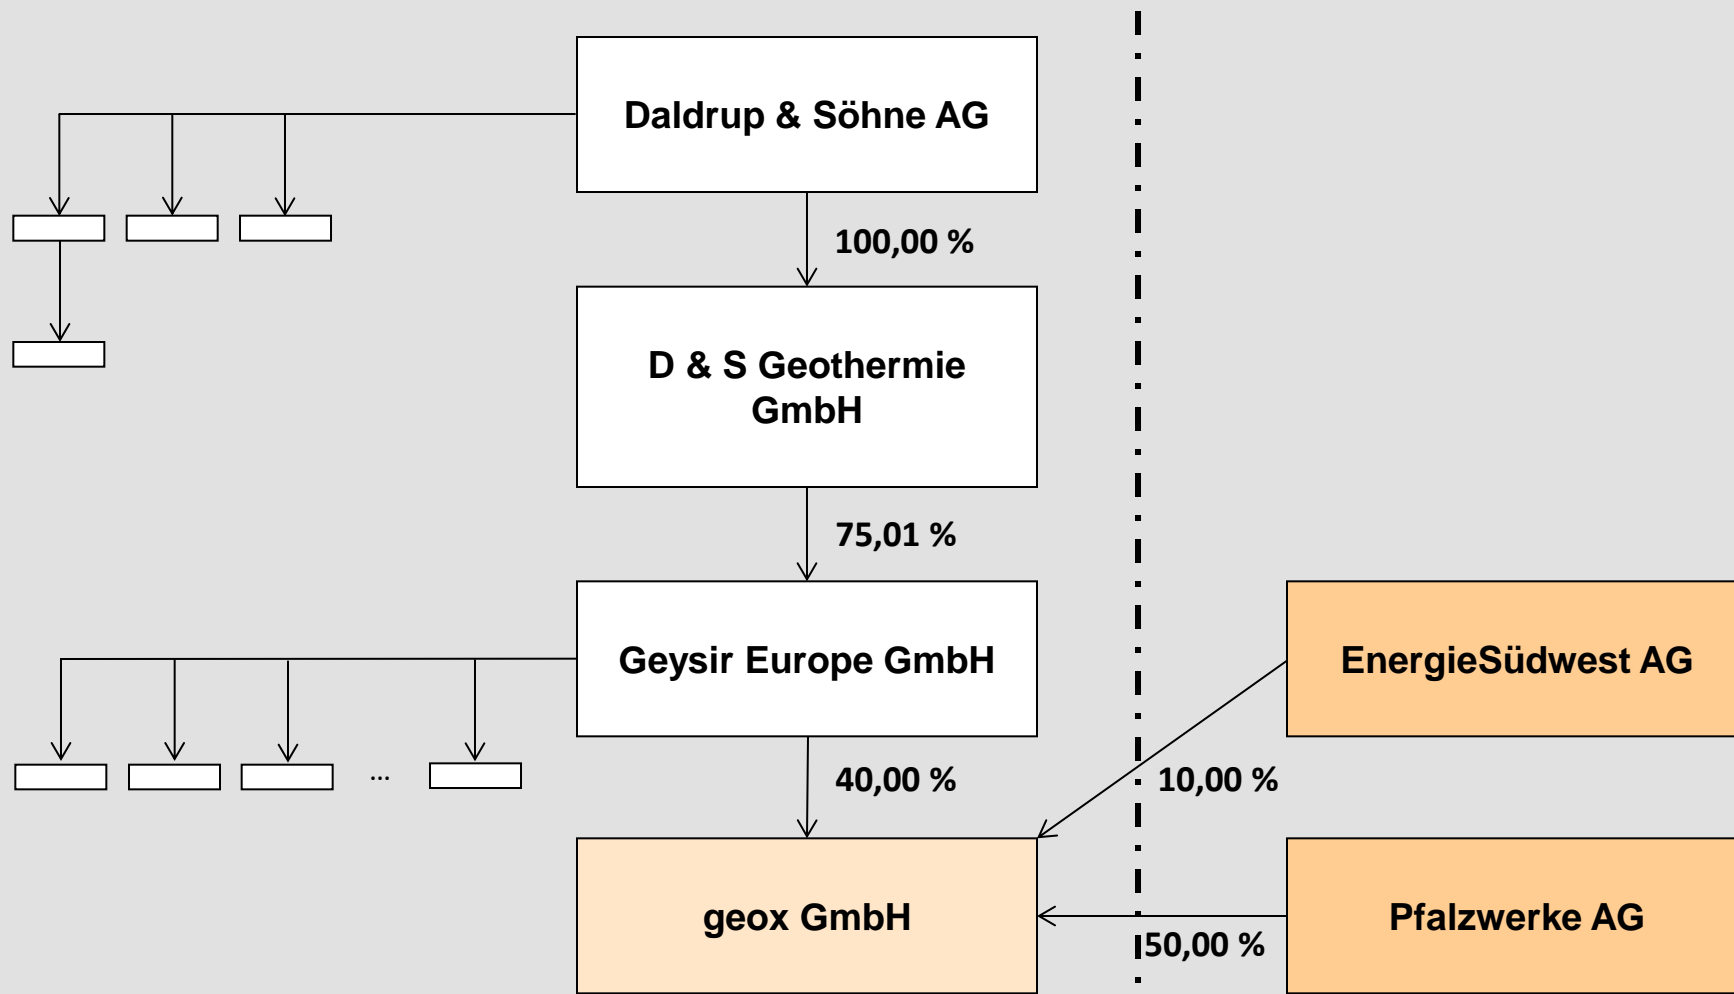 Daldrup & Söhne AG
100,00 %
D & S Geothermie
GmbH
75,01 %
Geysir Europe GmbH
EnergieSüdwest AG
...
40,00 %
10,00 %
geox GmbH
Pfalzwerke AG
50,00 %